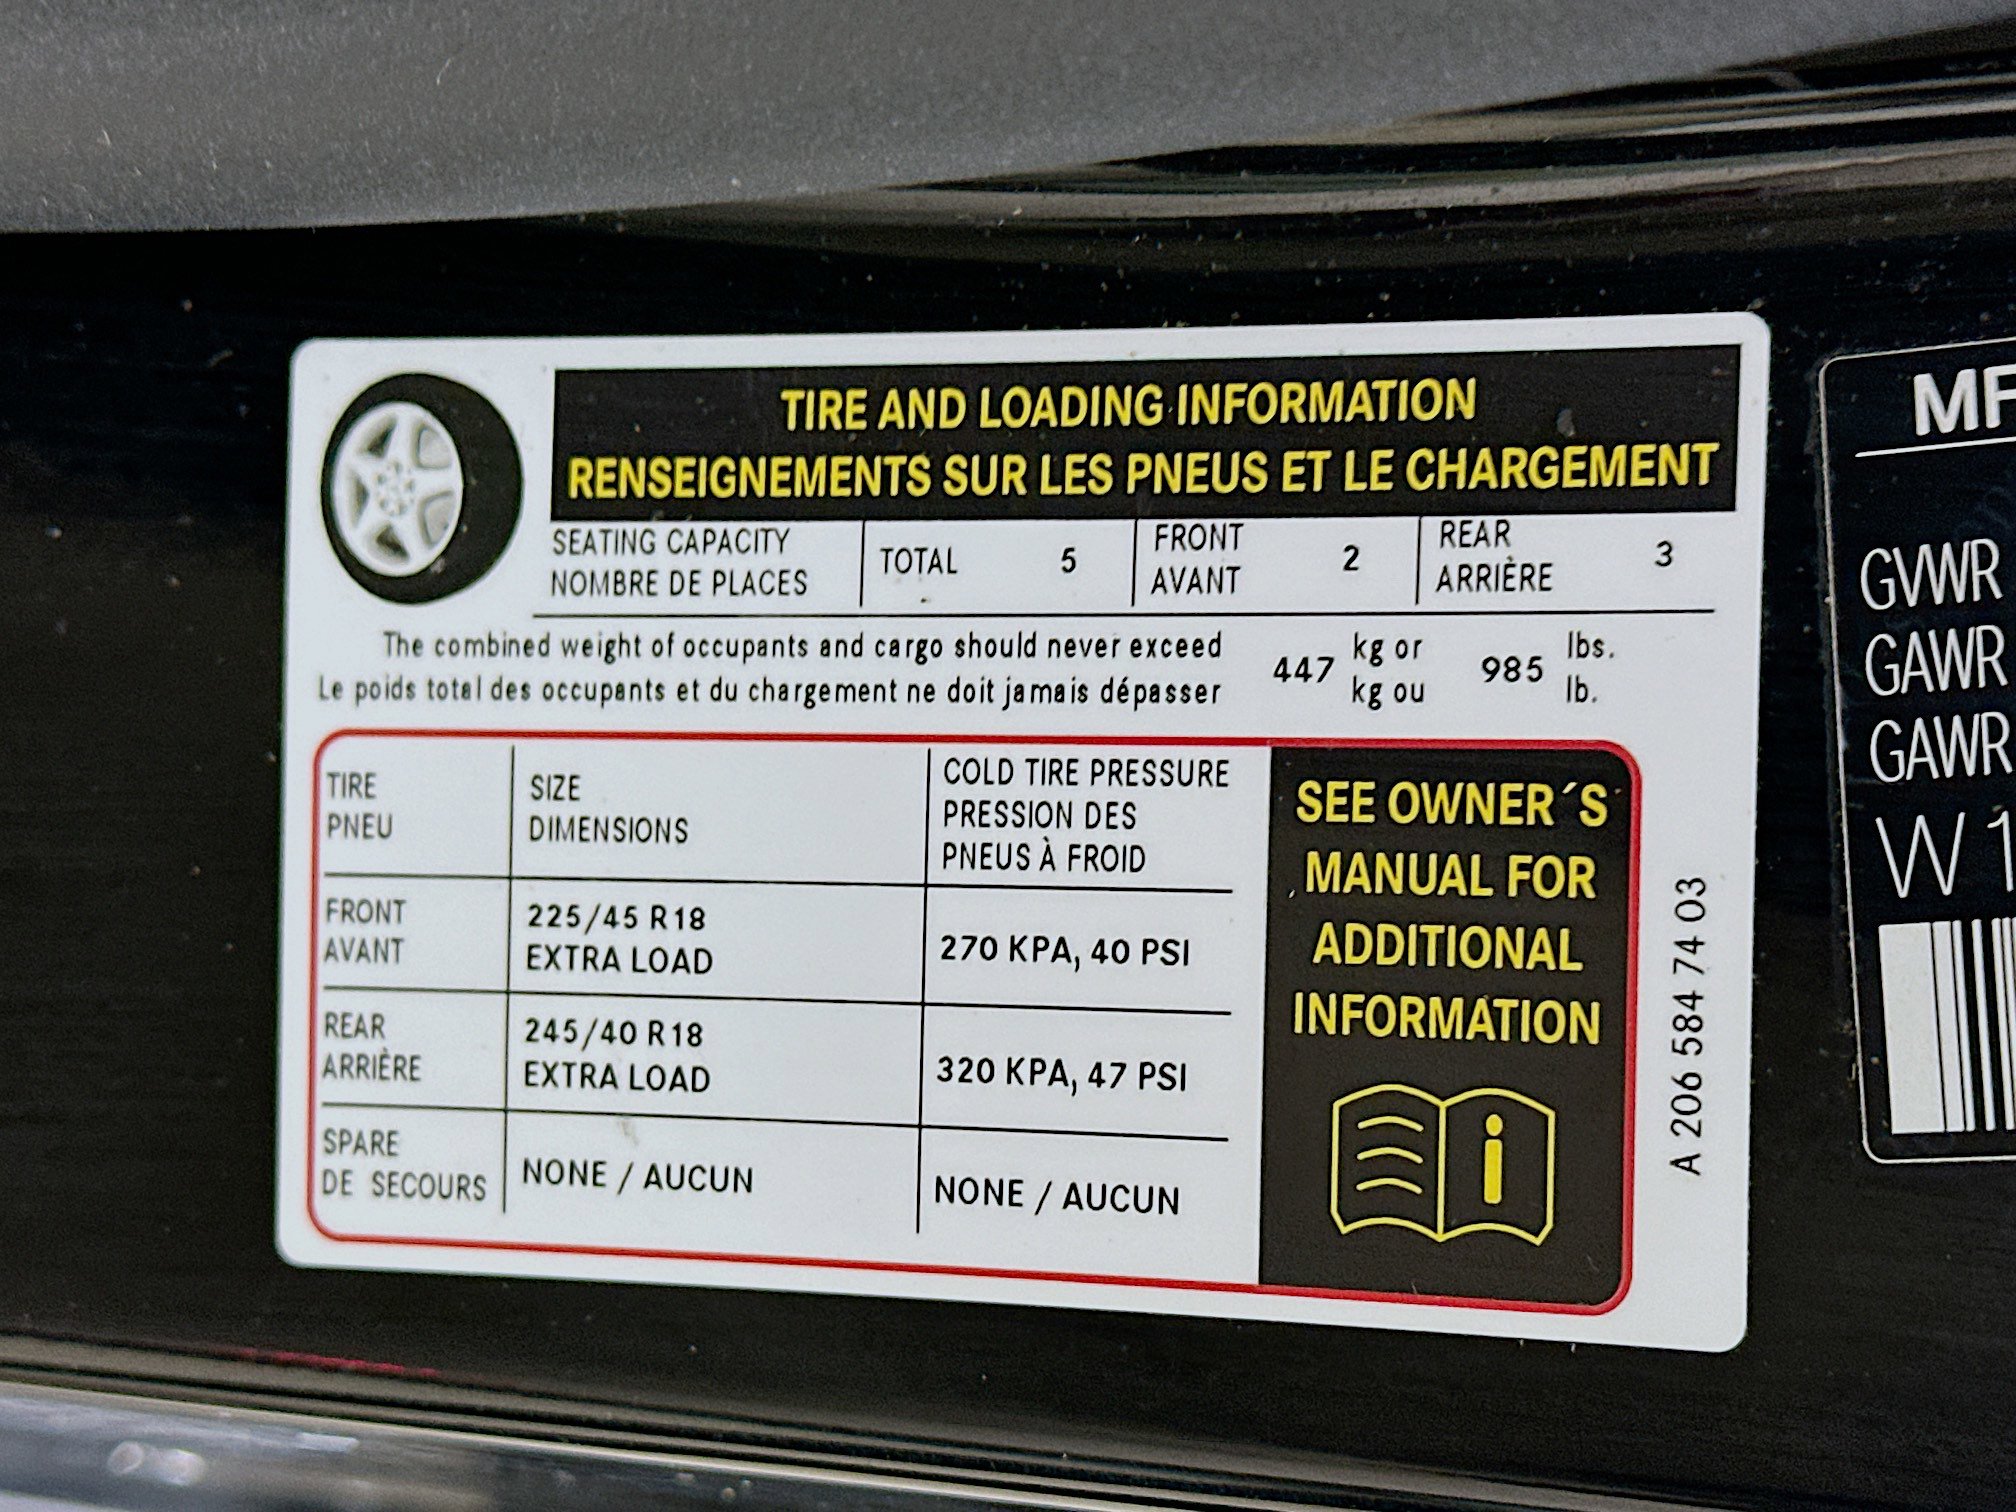 TIRE AND LOADING INFORMATION
RENSEIGNEMENTS SUR LES PNEUS ET LE CHARGEMENT
SEATING CAPACITY
NOMBRE DE PLACES
TOTAL 5
FRONT
AVANT
2
REAR
ARRIÈRE
3
The combined weight of occupants and cargo should never exceed
Le poids total des occupants et du chargement ne doit jamais dépasser
447
kg or
kg ou
985
lbs.
lb.
TIRE
PNEU
SIZE
DIMENSIONS
COLD TIRE PRESSURE
PRESSION DES
PNEUS À FROID
FRONT
AVANT
225/45 R18
EXTRA LOAD
270 KPA, 40 PSI
REAR
ARRIÈRE
245/40 R18
EXTRA LOAD
320 KPA, 47 PSI
SPARE
DE SECOURS
NONE / AUCUN
NONE / AUCUN
SEE OWNER´S
MANUAL FOR
ADDITIONAL
INFORMATION
i
A 206 584 74 03
GVWR
GAWR
GAWR
W1